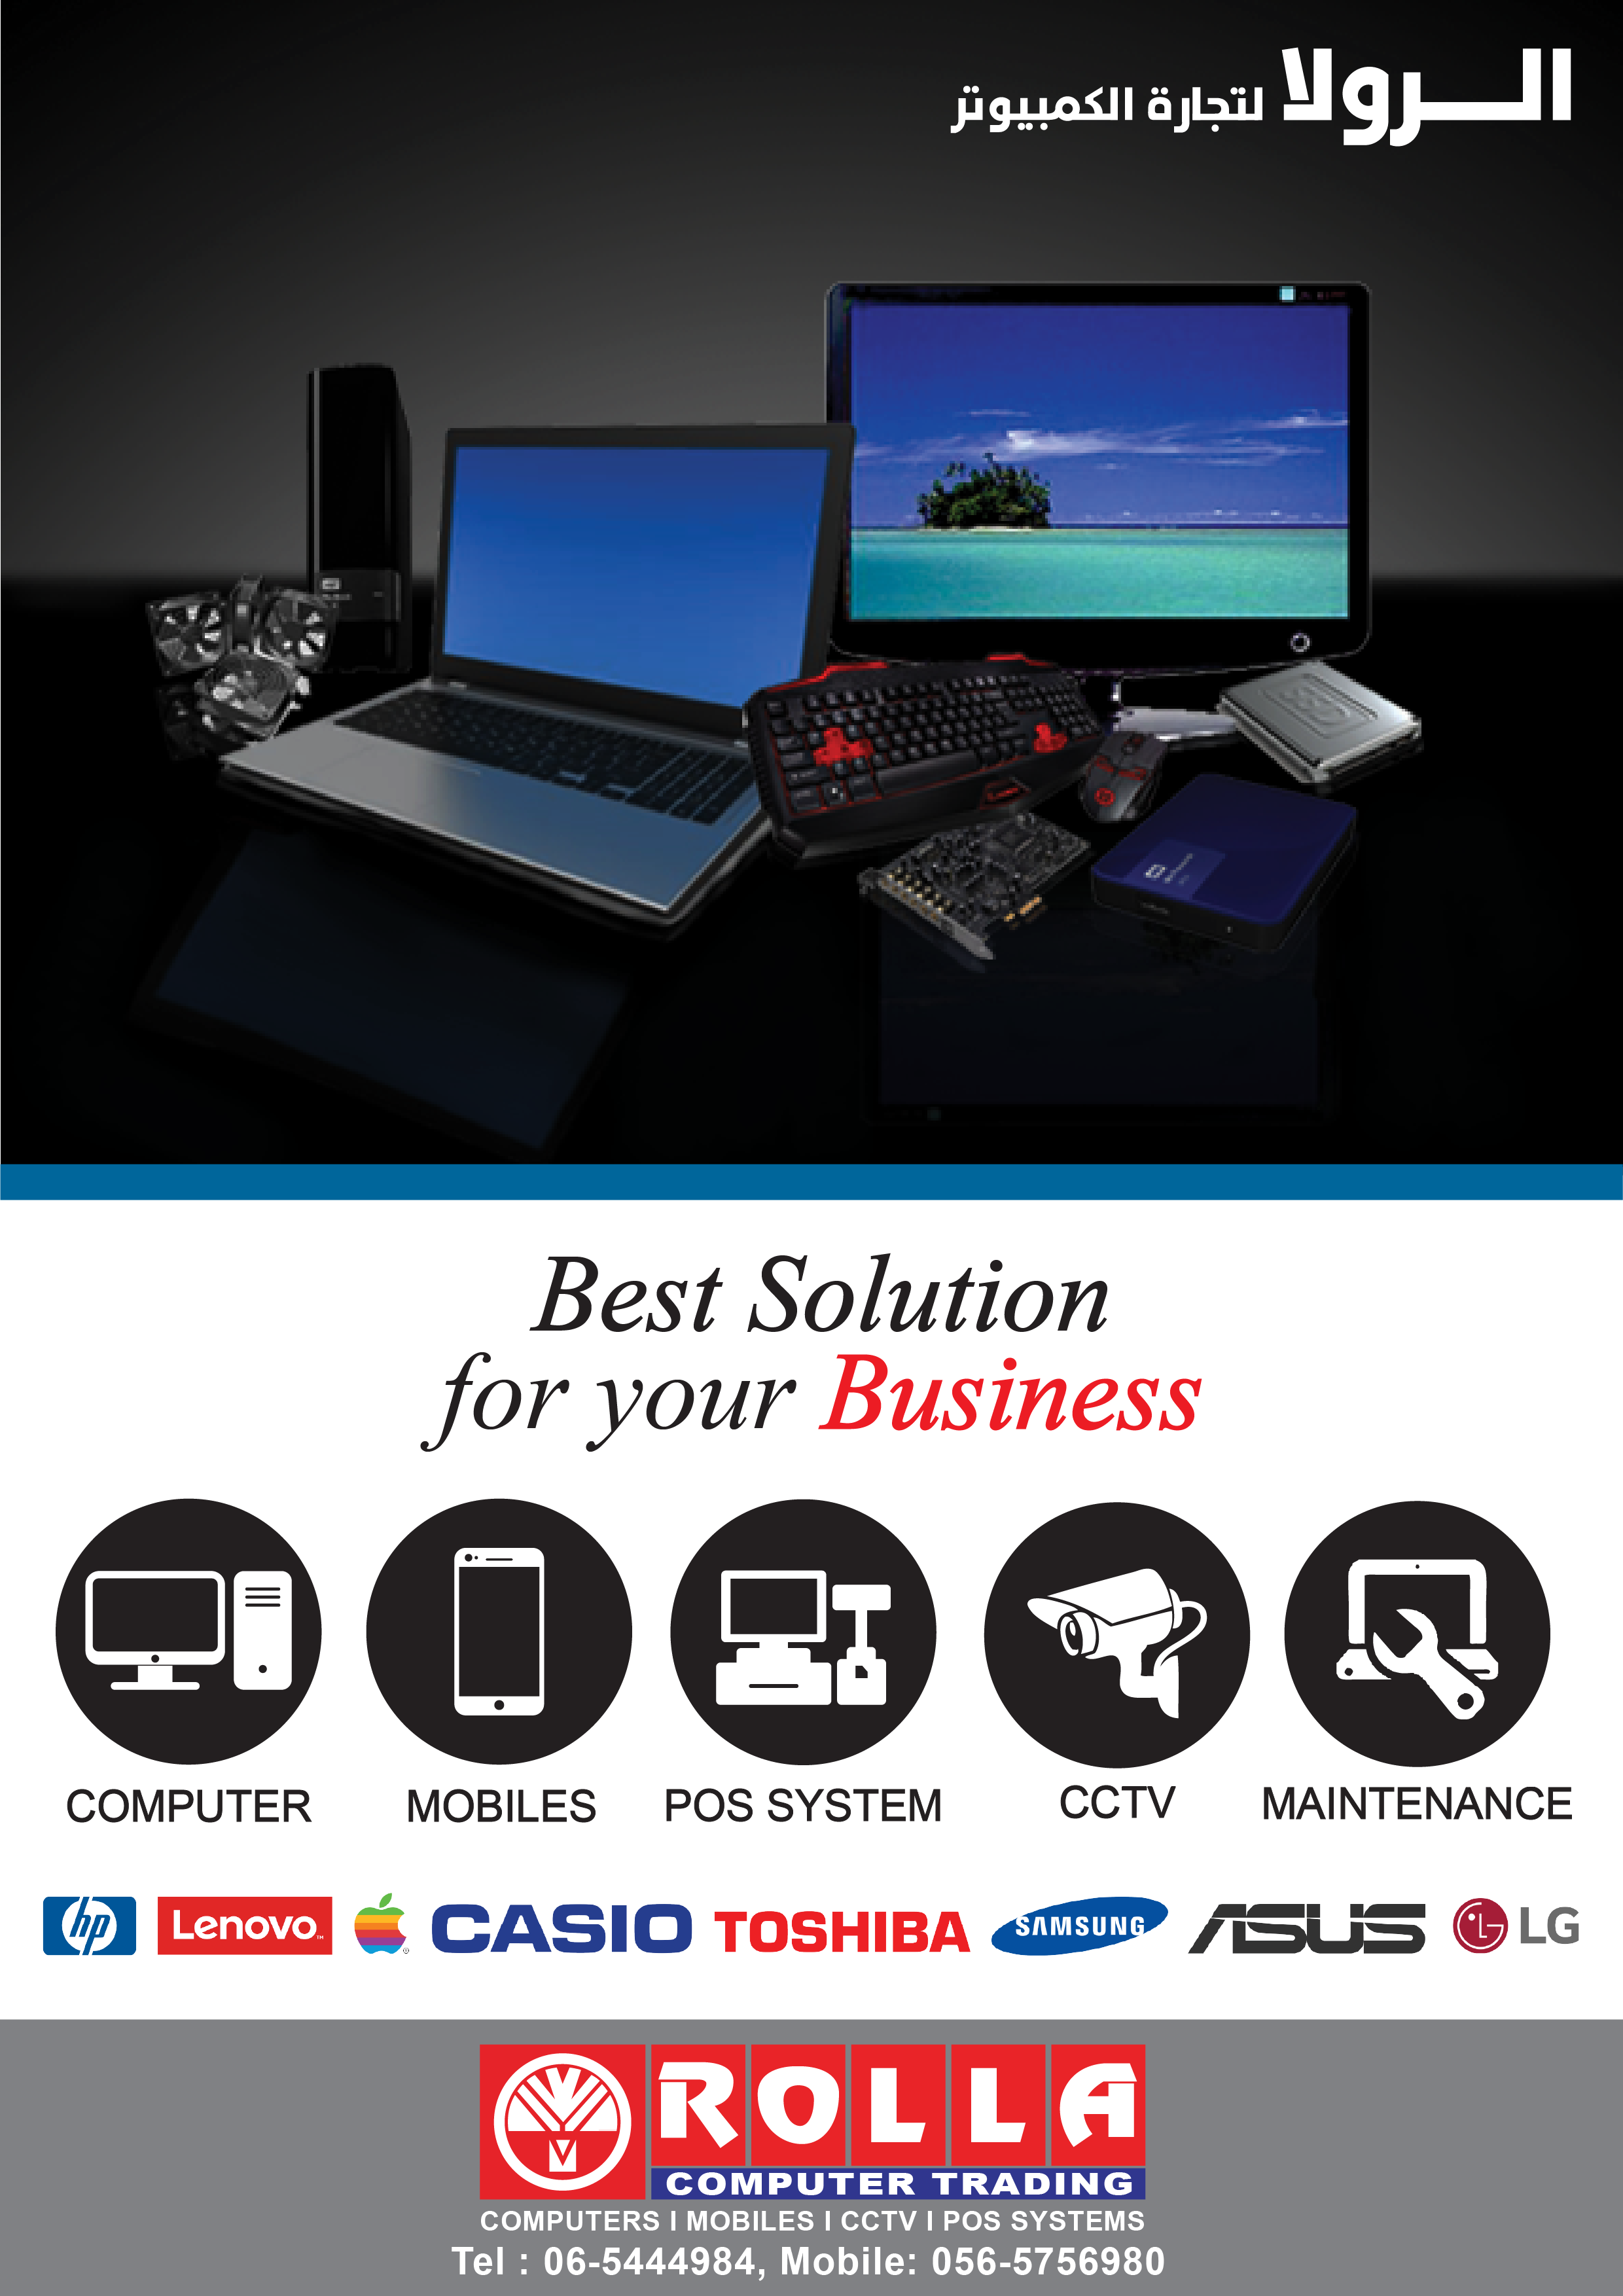 الـرولا لتجارة الكمبيوتر
Best Solution
for your Business
COMPUTER MOBILES POS SYSTEM CCTV MAINTENANCE
hp Lenovo CASIO TOSHIBA SAMSUNG ASUS LG
ROLLA
COMPUTER TRADING
COMPUTERS I MOBILES I CCTV I POS SYSTEMS
Tel : 06-5444984, Mobile: 056-5756980